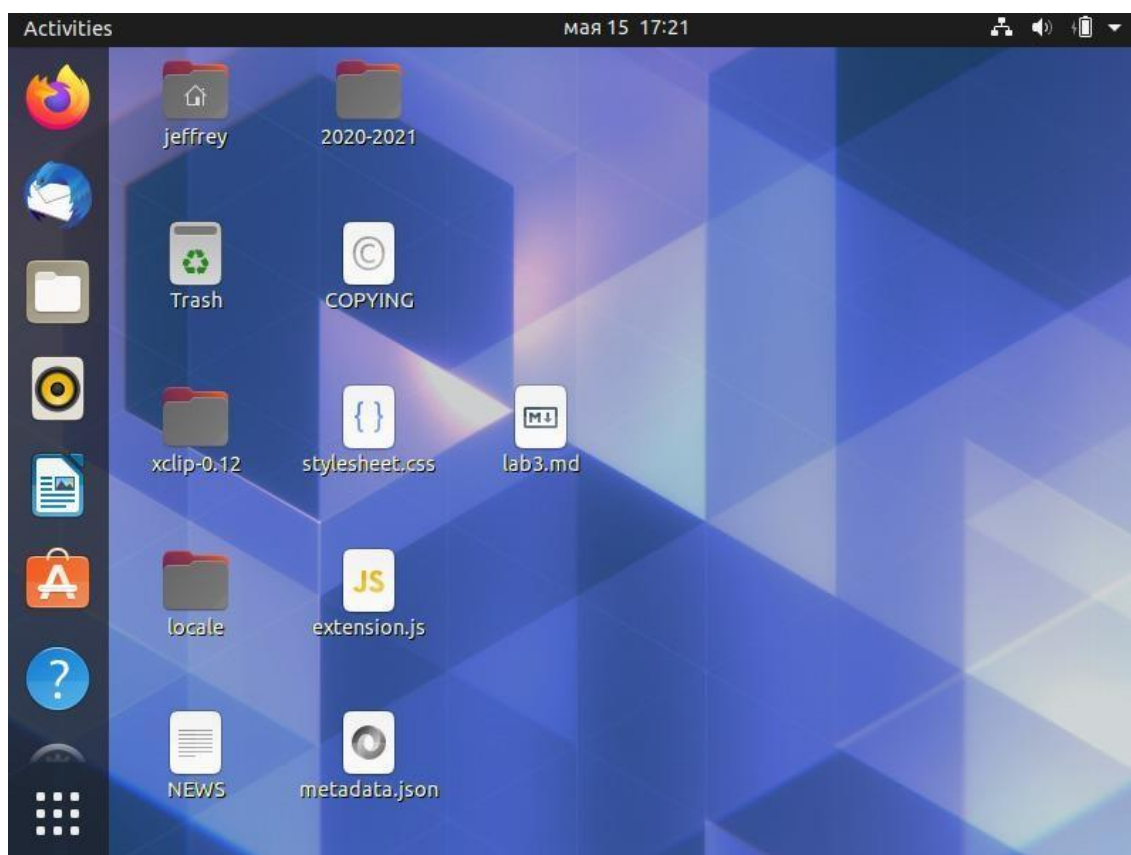 Activities
мая 15 17:21
jeffrey
2020-2021
Trash
COPYING
xclip-0.12
stylesheet.css
lab3.md
locale
extension.js
NEWS
metadata.json
©
{ }
M↓
JS
A
?